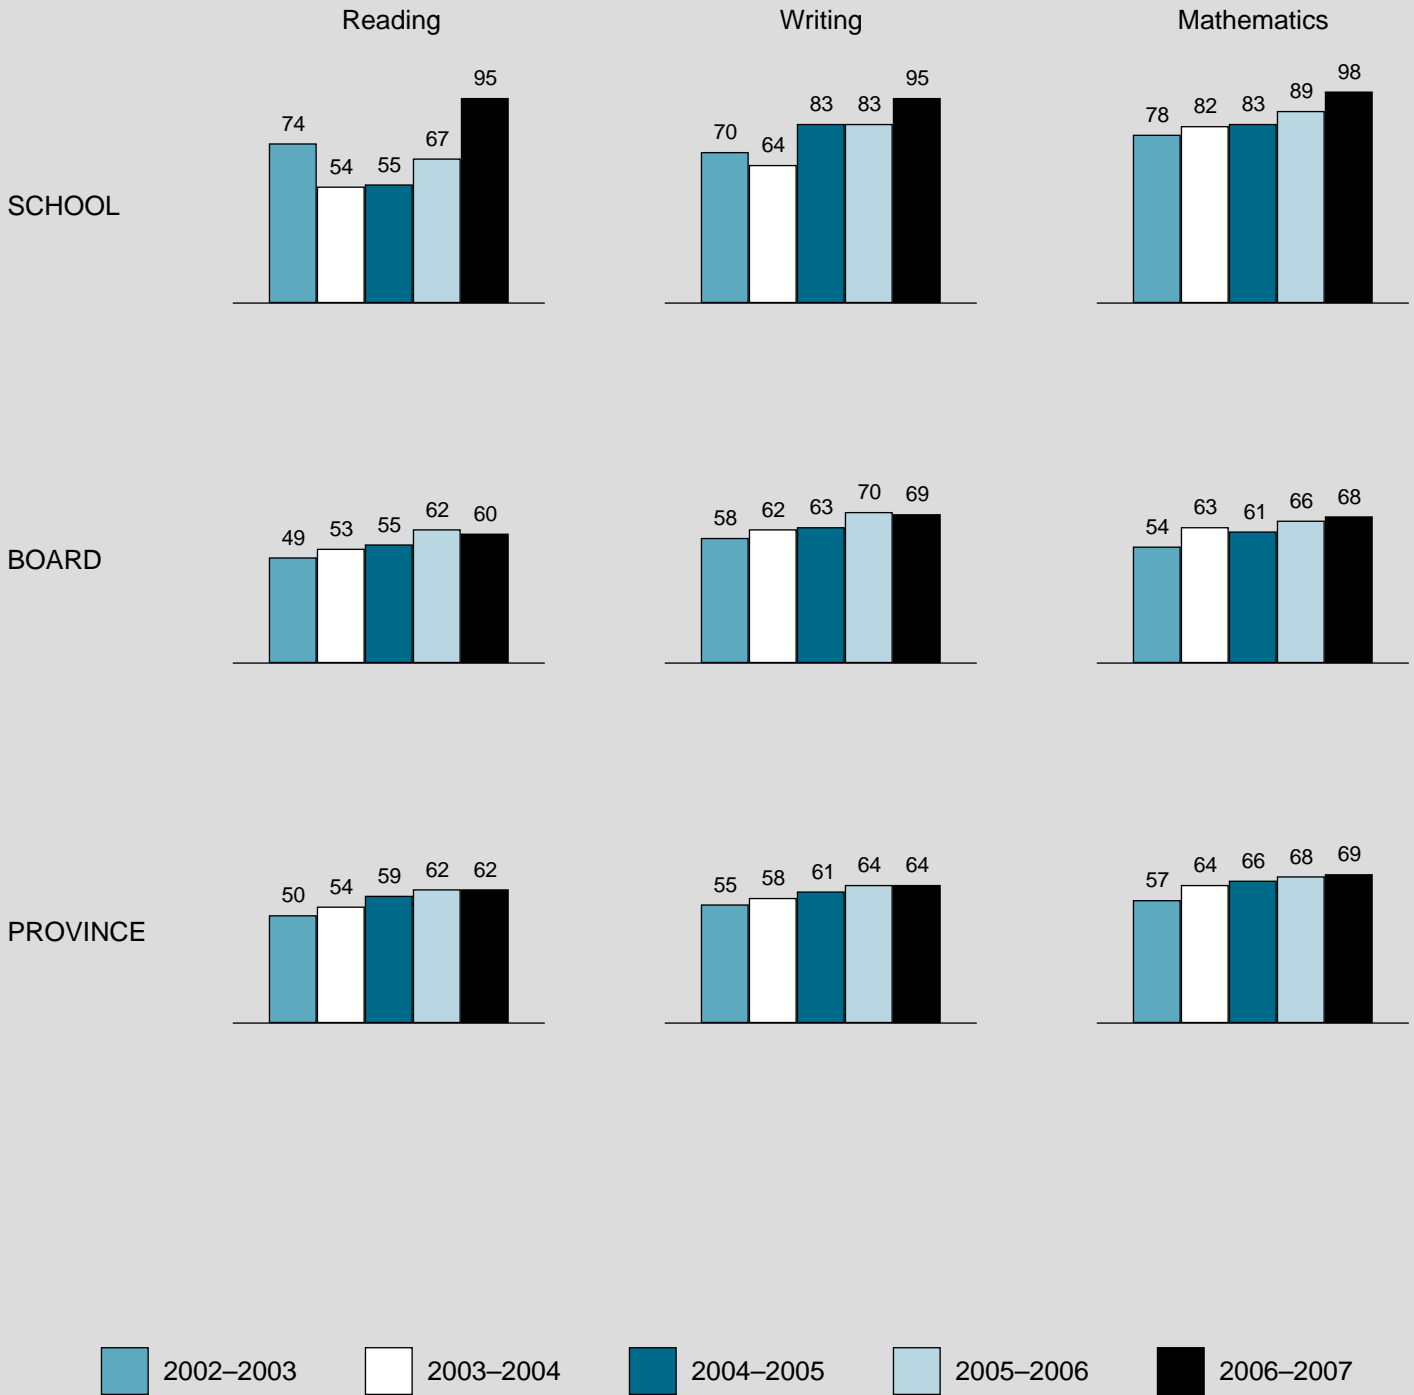 Reading Writing Mathematics
SCHOOL
74 54 55 67 95
70 64 83 83 95
78 82 83 89 98
BOARD
49 53 55 62 60
58 62 63 70 69
54 63 61 66 68
PROVINCE
50 54 59 62 62
55 58 61 64 64
57 64 66 68 69
2002–2003 2003–2004 2004–2005 2005–2006 2006–2007